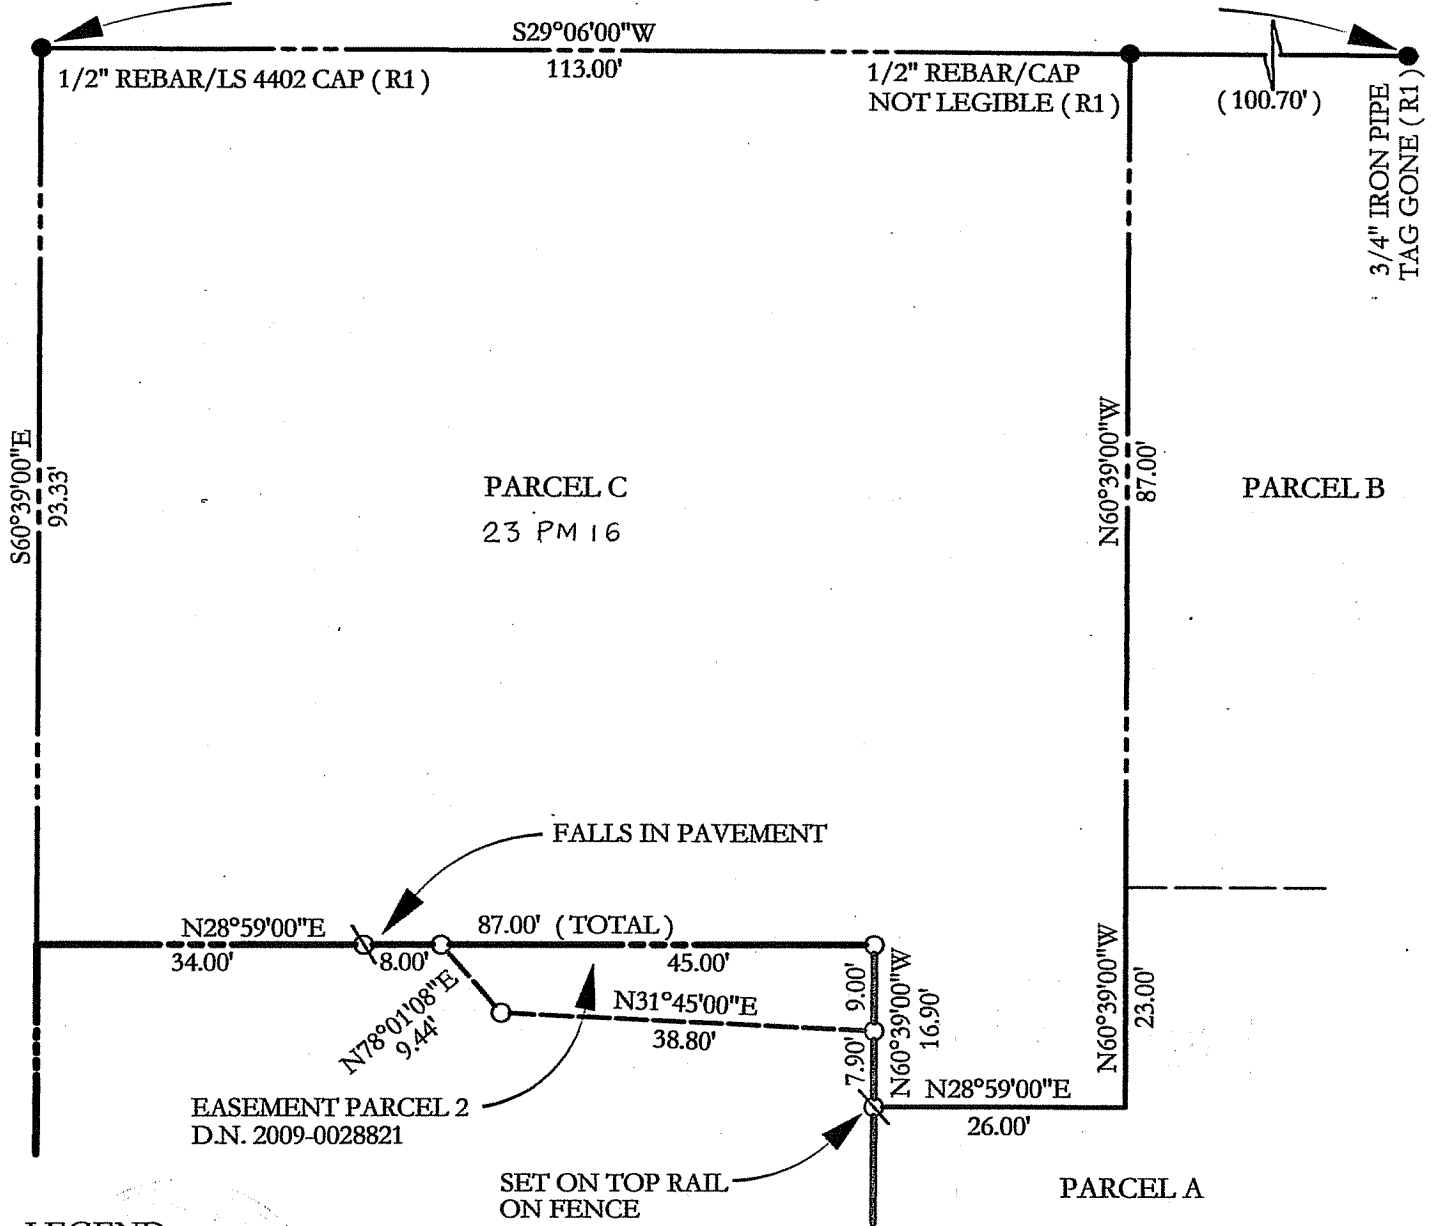 S29°06'00"W
113.00'
1/2" REBAR/LS 4402 CAP (R1)
1/2" REBAR/CAP
NOT LEGIBLE (R1)
(100.70')
3/4" IRON PIPE
TAG GONE (R1)
S60°39'00"E
93.33'
PARCEL C
23 PM 16
N60°39'00"W
87.00'
PARCEL B
FALLS IN PAVEMENT
N28°59'00"E
34.00'
8.00'
87.00' (TOTAL)
45.00'
N78°01'08"E
9.44'
N31°45'00"E
38.80'
9.00'
7.90'
N60°39'00"W
16.90'
N60°39'00"W
23.00'
N28°59'00"E
26.00'
EASEMENT PARCEL 2
D.N. 2009-0028821
SET ON TOP RAIL
ON FENCE
PARCEL A
LEGEND